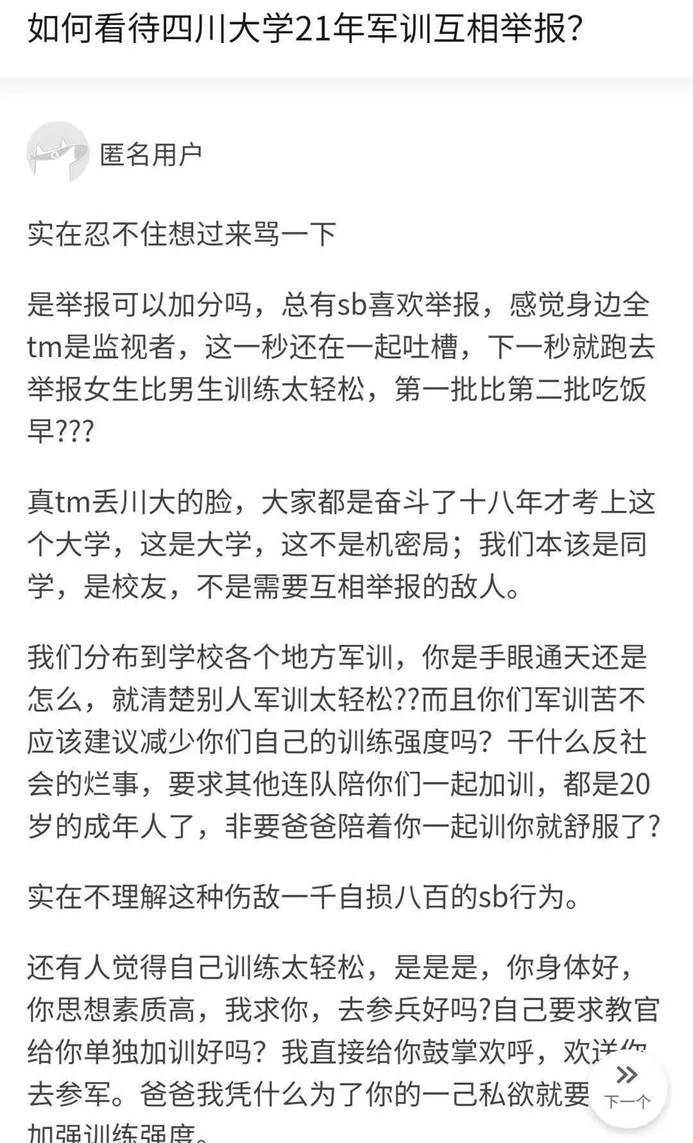 如何看待四川大学21年军训互相举报？
匿名用户
实在忍不住想过来骂一下
是举报可以加分吗，总有sb喜欢举报，感觉身边全
tm是监视者，这一秒还在一起吐槽，下一秒就跑去
举报女生比男生训练太轻松，第一批比第二批吃饭
早???
真tm丢川大的脸，大家都是奋斗了十八年才考上这
个大学，这是大学，这不是机密局；我们本该是同
学，是校友，不是需要互相举报的敌人。
我们分布到学校各个地方军训，你是手眼通天还是
怎么，就清楚别人军训太轻松??而且你们军训苦不
应该建议减少你们自己的训练强度吗？干什么反社
会的烂事，要求其他连队陪你们一起加训，都是20
岁的成年人了，非要爸爸陪着你一起训你就舒服了?
实在不理解这种伤敌一千自损八百的sb行为。
还有人觉得自己训练太轻松，是是是，你身体好，
你思想素质高，我求你，去参兵好吗?自己要求教官
给你单独加训好吗？我直接给你鼓掌欢呼，欢送你
去参军。爸爸我凭什么为了你的一己私欲就要
下一个
加强训练强度。